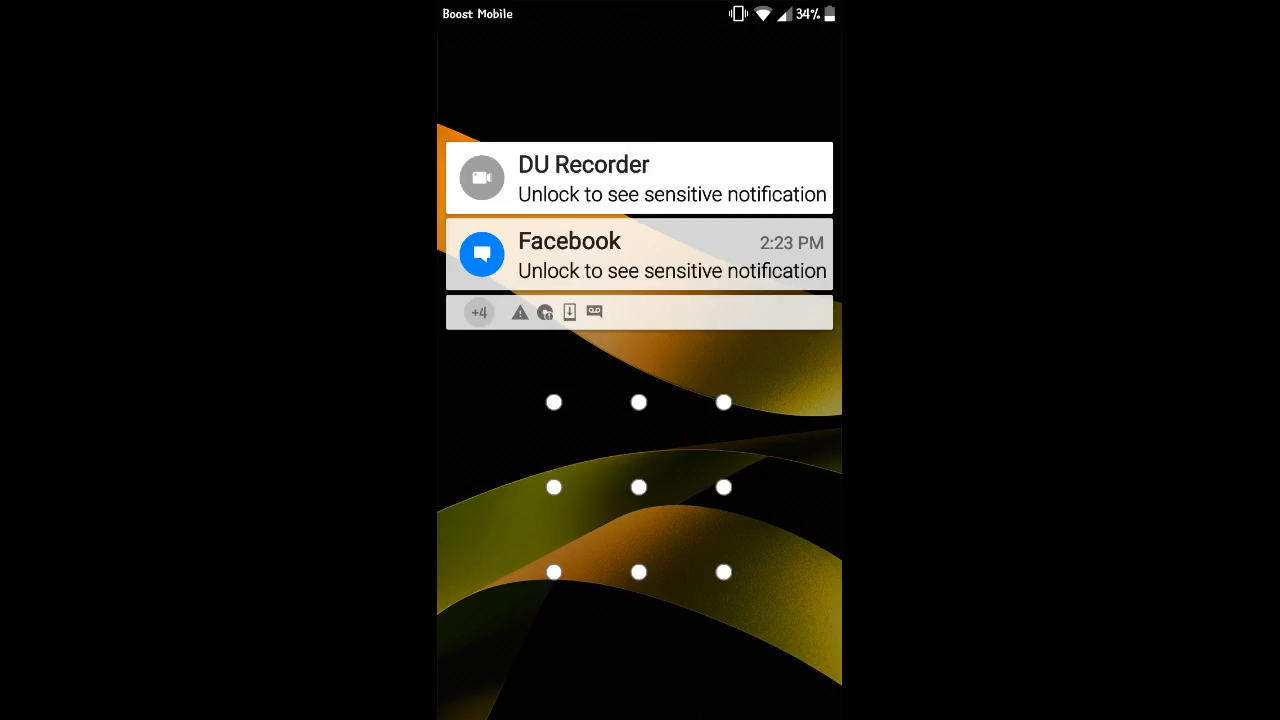 Boost Mobile 34%
DU Recorder
Unlock to see sensitive notification
Facebook 2:23 PM
Unlock to see sensitive notification
+4